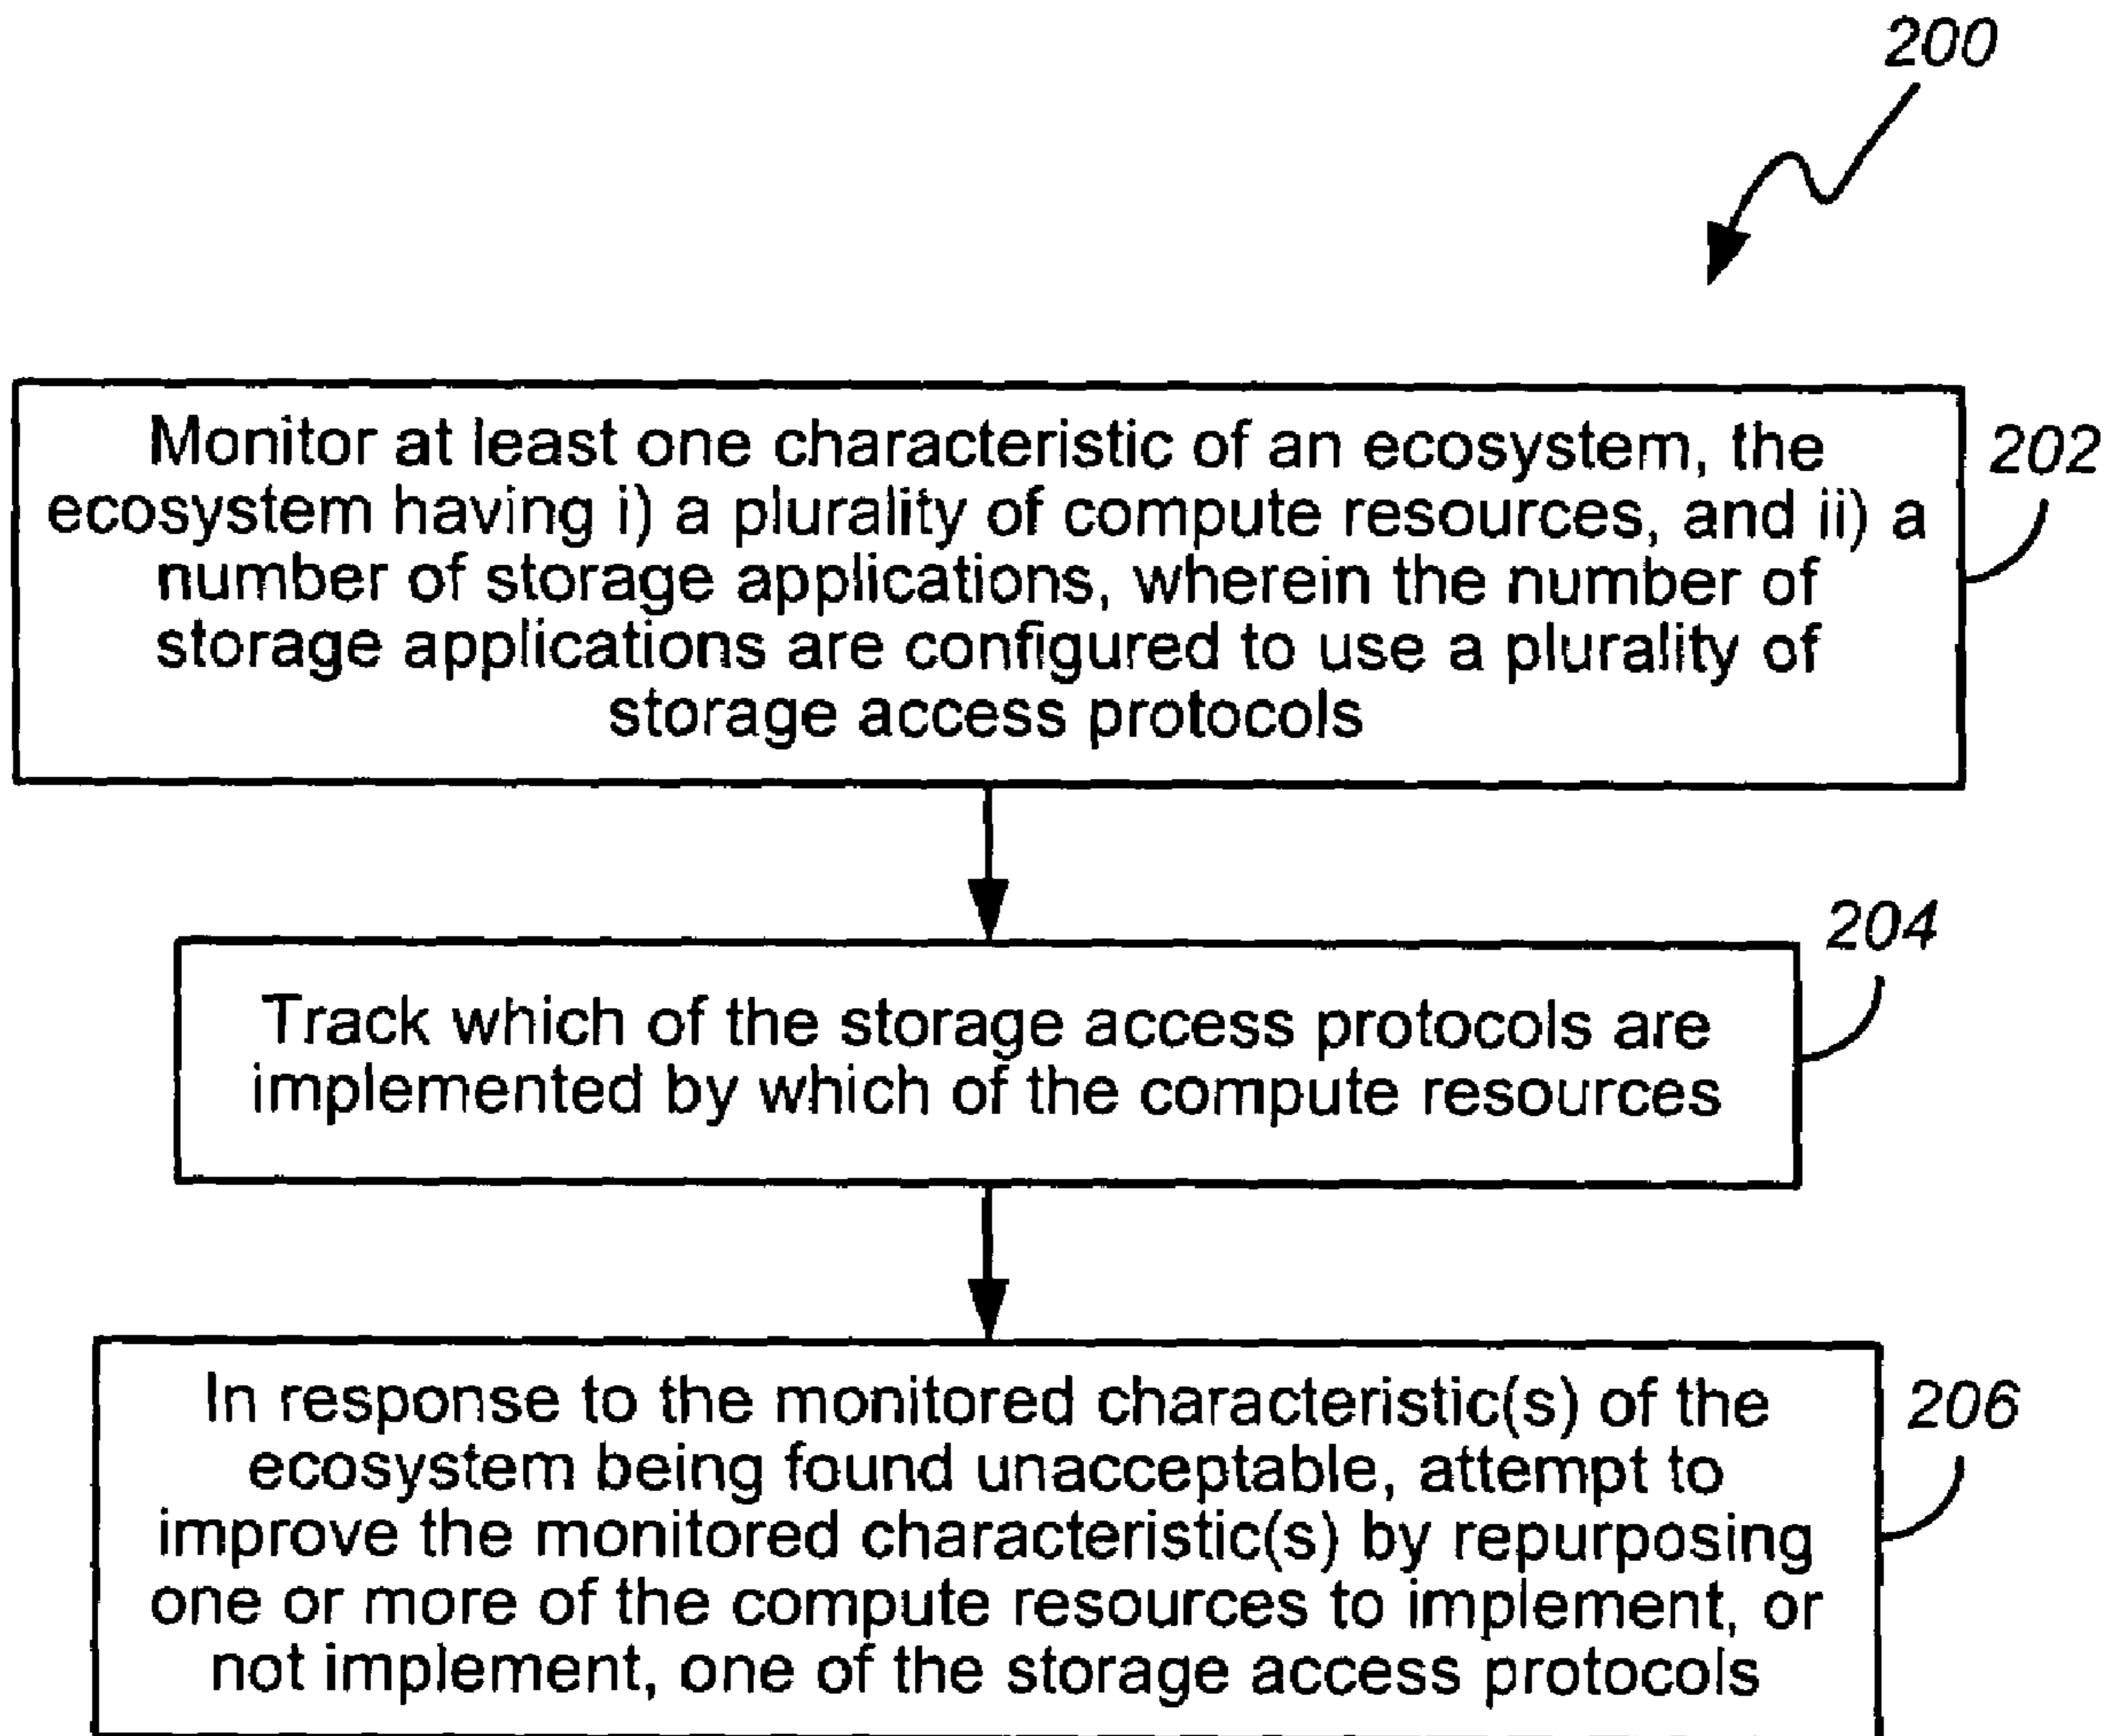 200
Monitor at least one characteristic of an ecosystem, the
ecosystem having i) a plurality of compute resources, and ii) a
number of storage applications, wherein the number of
storage applications are configured to use a plurality of
storage access protocols
202
Track which of the storage access protocols are
implemented by which of the compute resources
204
In response to the monitored characteristic(s) of the
ecosystem being found unacceptable, attempt to
improve the monitored characteristic(s) by repurposing
one or more of the compute resources to implement, or
not implement, one of the storage access protocols
206